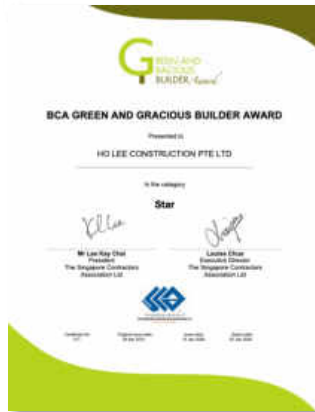 GREEN AND
GRACIOUS
BUILDER Award
BCA GREEN AND GRACIOUS BUILDER AWARD
Presented to
HO LEE CONSTRUCTION PTE LTD
In the category
Star
Mr Lee Kay Chai
President
The Singapore Contractors
Association Ltd
Louisa Chua
Executive Director
The Singapore Contractors
Association Ltd